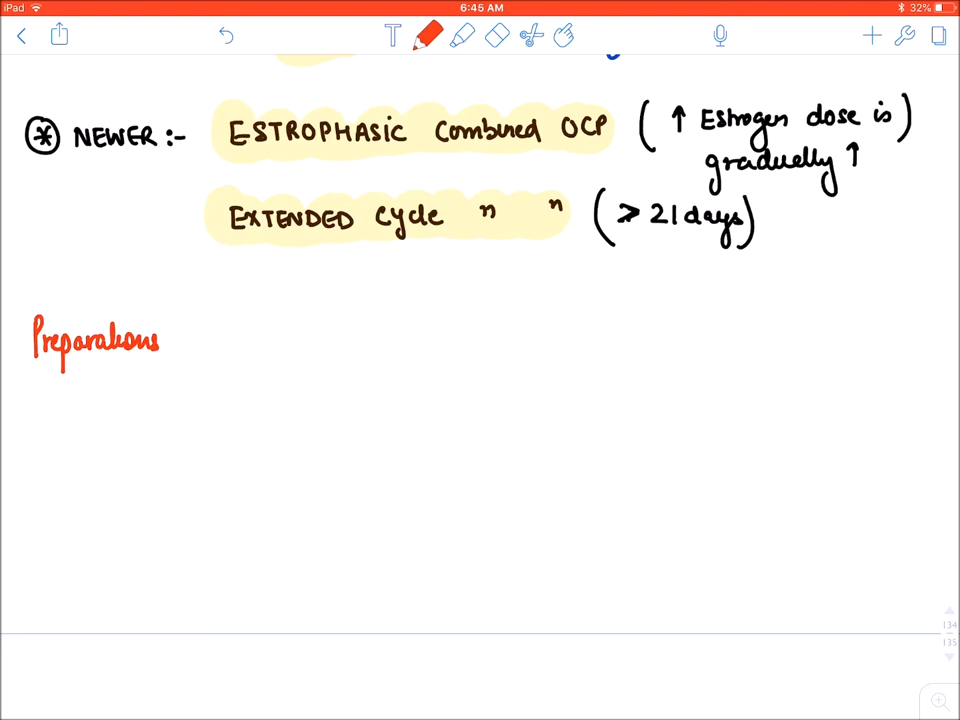 iPad 6:45 AM 32%
T
⊛ NEWER :- ESTROPHASIC Combined OCP ( ↑ Estrogen dose is gradually ↑ )
EXTENDED Cycle " " ( ⩾ 21 days )
Preparations
134
135